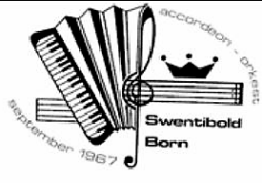 accordeon - orkest
Swentibold
Born
september 1967